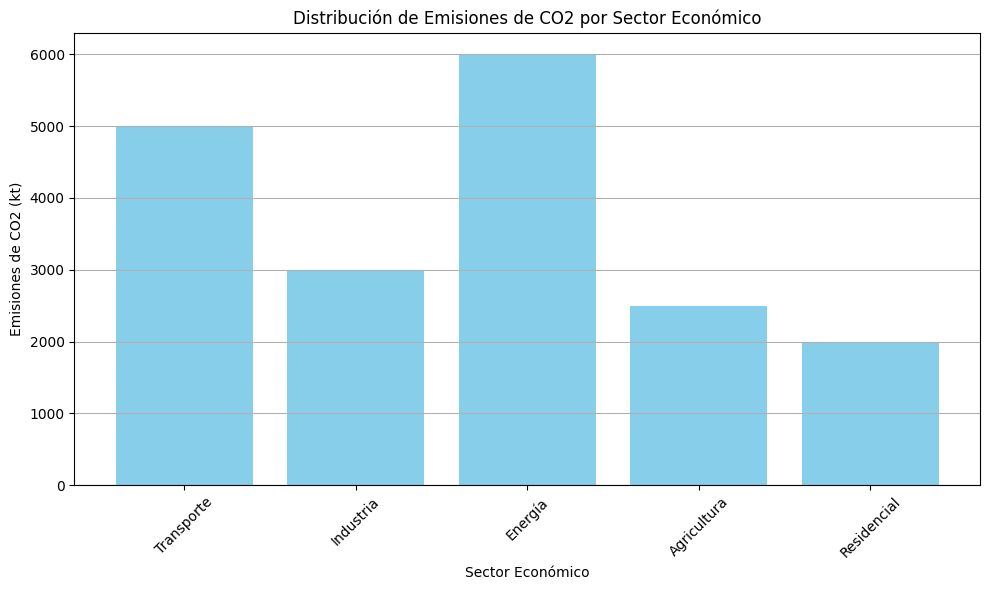 Distribución de Emisiones de CO2 por Sector Económico
Emisiones de CO2 (kt)
6000
5000
4000
3000
2000
1000
0
Transporte
Industria
Energía
Agricultura
Residencial
Sector Económico